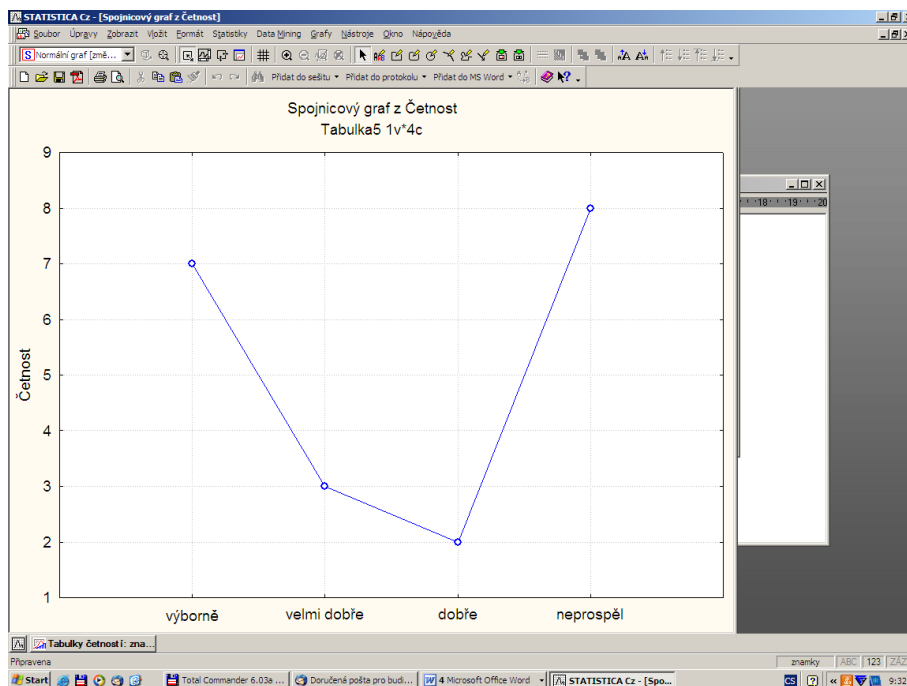 STATISTICA Cz - [Spojnicový graf z Četnost]
Soubor Úpravy Zobrazit Vložit Formát Statistiky Data Mining Grafy Nástroje Okno Nápověda
Normální graf [změ...
Přidat do sešitu Přidat do protokolu Přidat do MS Word
Spojnicový graf z Četnost
Tabulka5 1v*4c
9
8
7
6
5
4
3
2
1
Četnost
výborně velmi dobře dobře neprospěl
18 19 20
Tabulky četností: zna...
Připravena
znamky ABC 123 ZÁZ
Start Total Commander 6.03a ... Doručená pošta pro budi... 4 Microsoft Office Word STATISTICA Cz - [Spo... CS 9:32